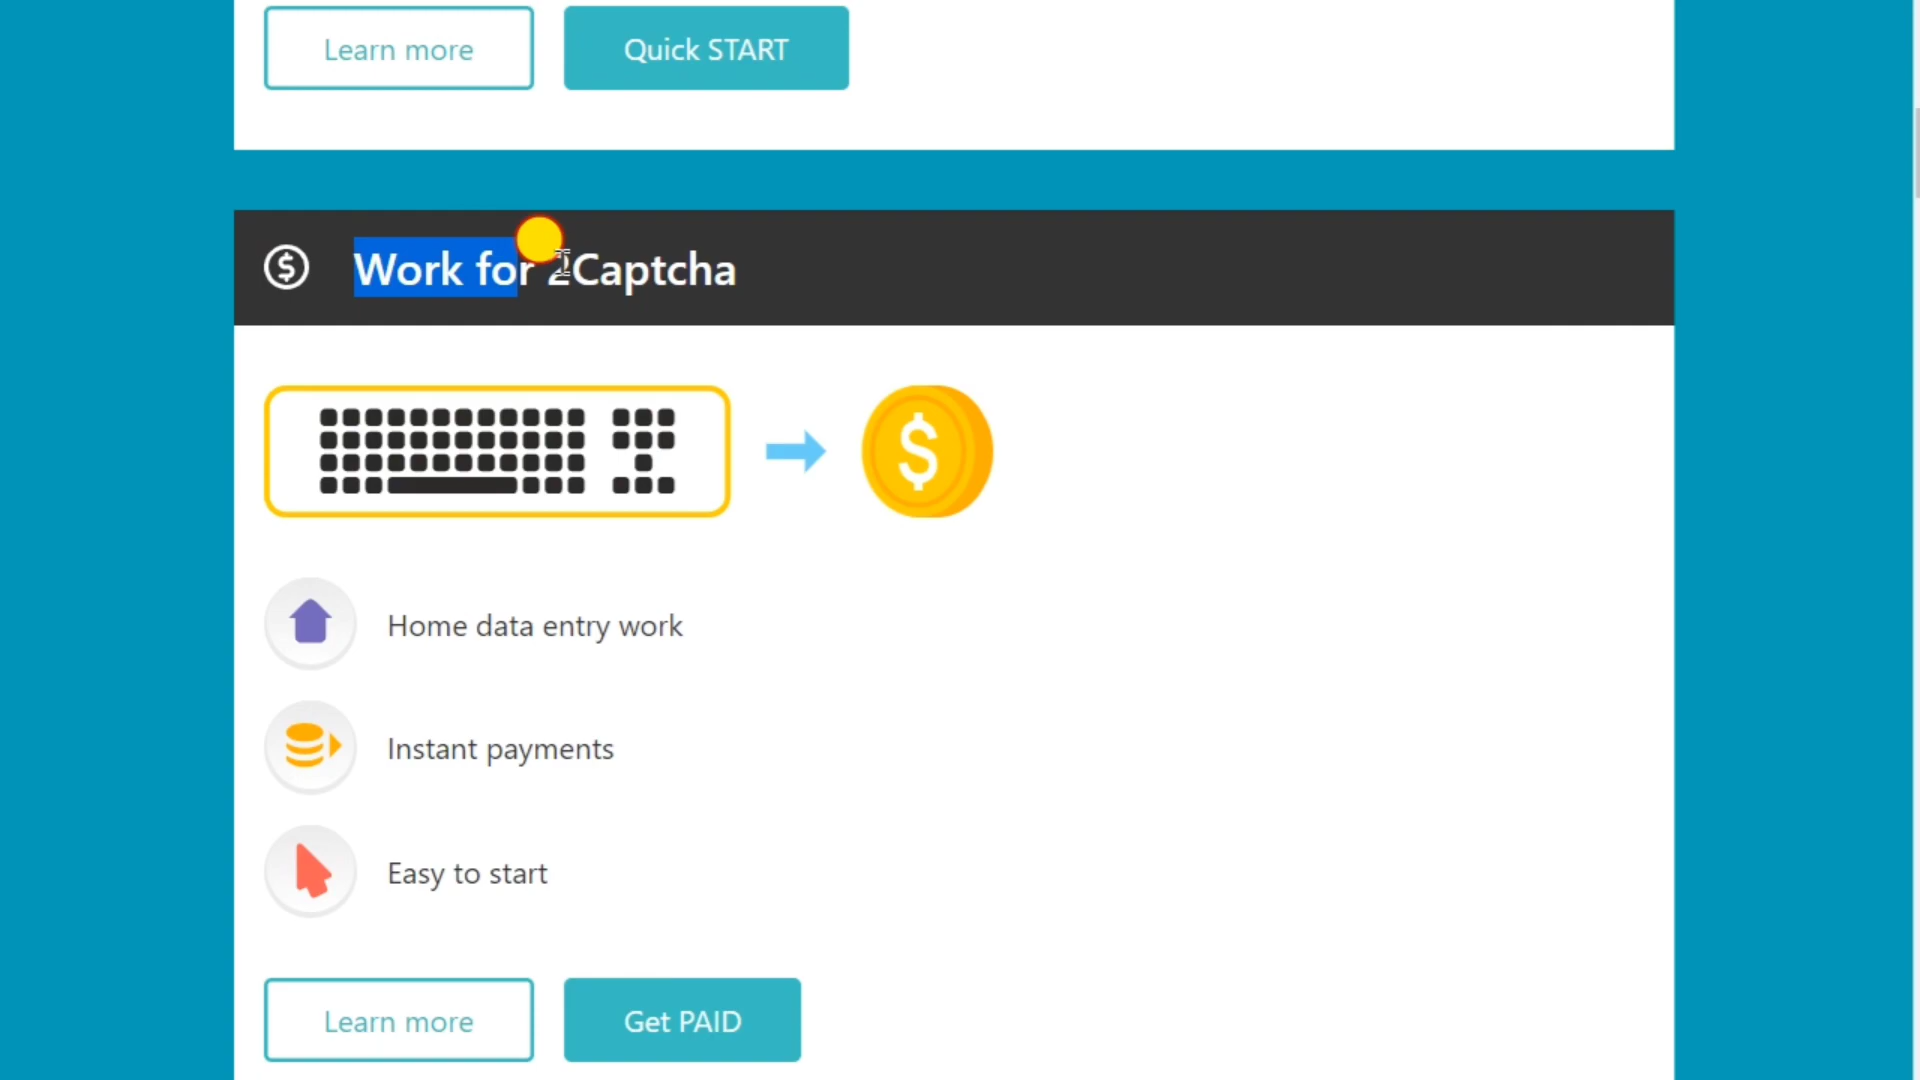 Learn more
Quick START
Work for 2Captcha
Home data entry work
Instant payments
Easy to start
Learn more
Get PAID